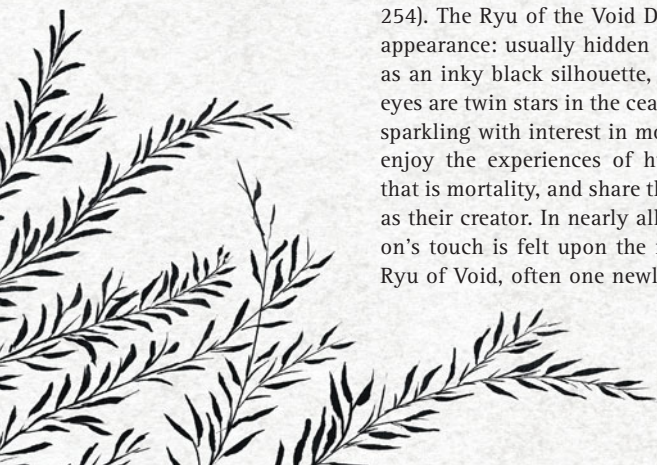 254). The Ryu of the Void D
appearance: usually hidden
as an inky black silhouette,
eyes are twin stars in the cea
sparkling with interest in mo
enjoy the experiences of h
that is mortality, and share th
as their creator. In nearly all
on's touch is felt upon the
Ryu of Void, often one newl